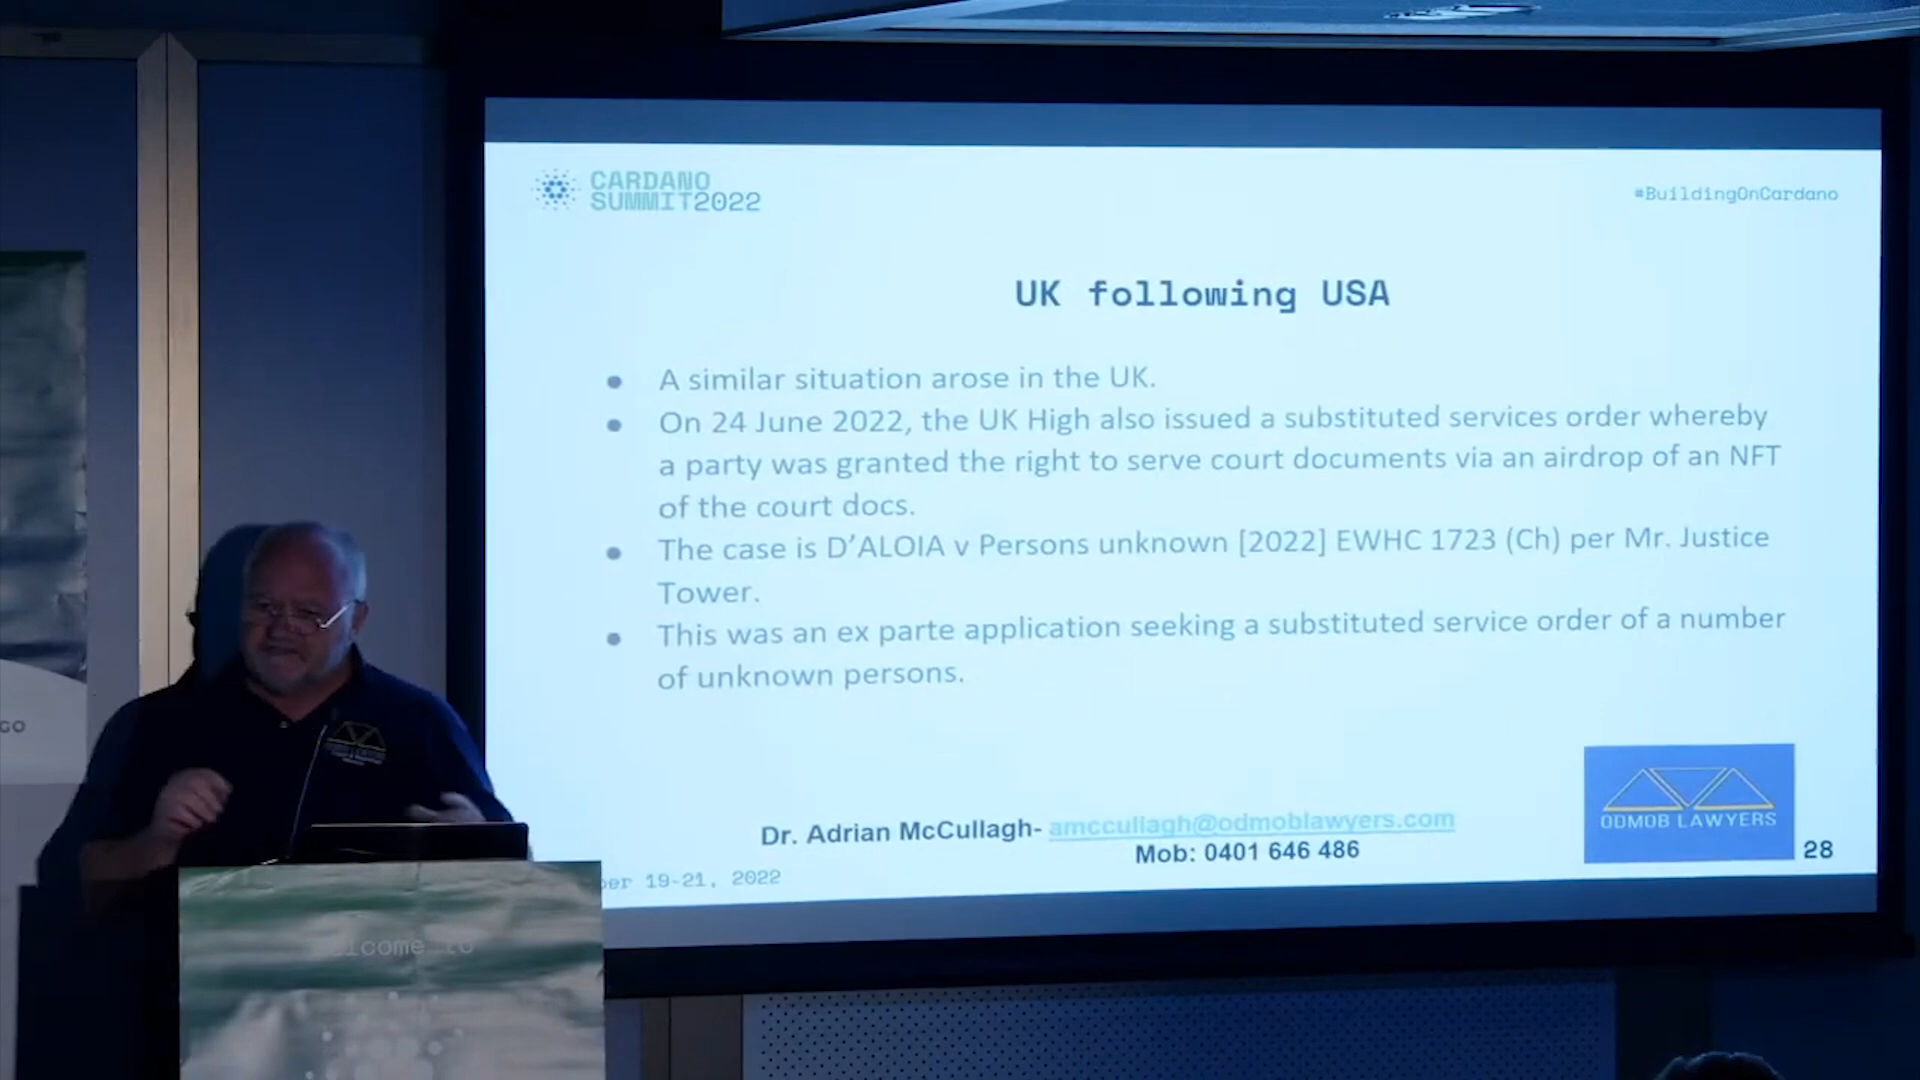 CARDANO
SUMMIT2022
#BuildingOnCardano
UK following USA
● A similar situation arose in the UK.
● On 24 June 2022, the UK High also issued a substituted services order whereby
a party was granted the right to serve court documents via an airdrop of an NFT
of the court docs.
● The case is D’ALOIA v Persons unknown [2022] EWHC 1723 (Ch) per Mr. Justice
Tower.
● This was an ex parte application seeking a substituted service order of a number
of unknown persons.
Dr. Adrian McCullagh- amccullagh@odmoblawyers.com
Mob: 0401 646 486
ODMOB LAWYERS
28
19-21, 2022
GO
to